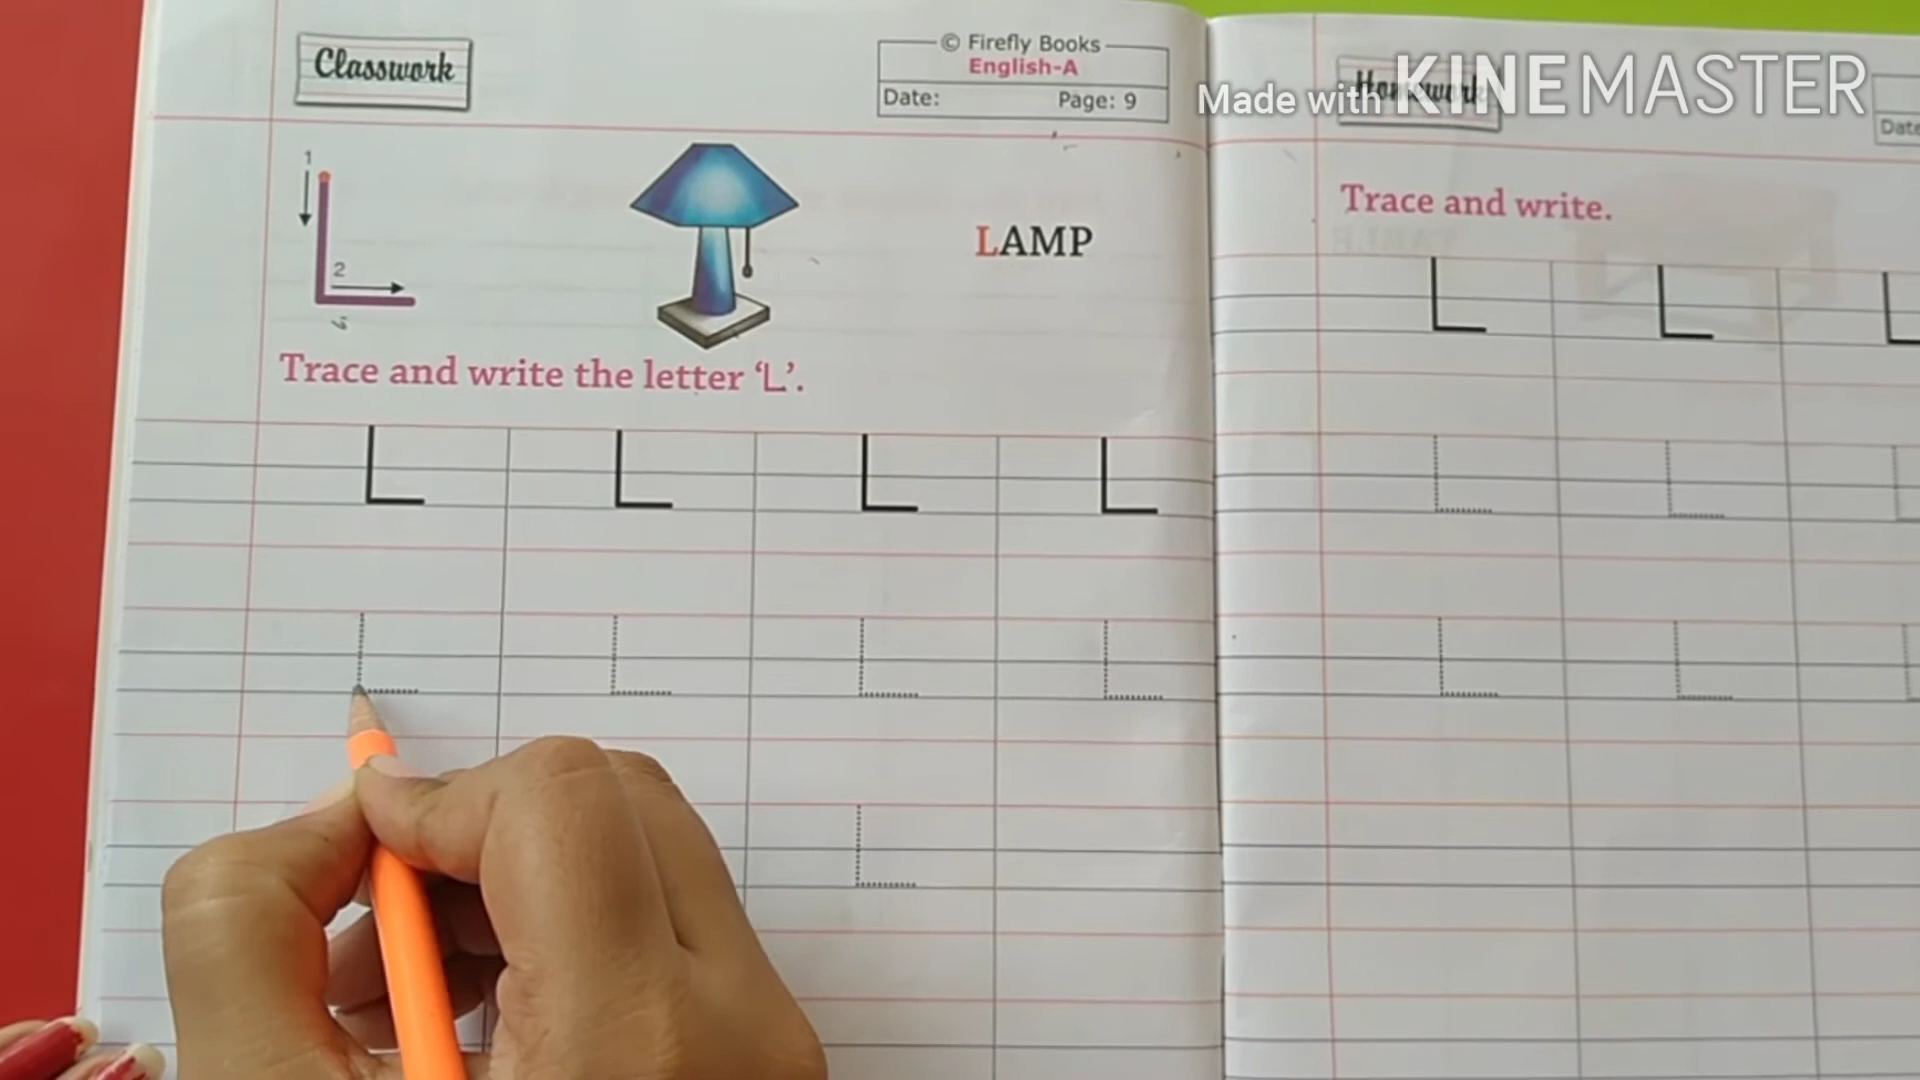 Classwork
© Firefly Books
English-A
Date: Page: 9
Made with KINEMASTER
Homework
Date
1
2
LAMP
Trace and write the letter ‘L’.
L L L L
L L L L
L
Trace and write.
L L L
L L L
L L L